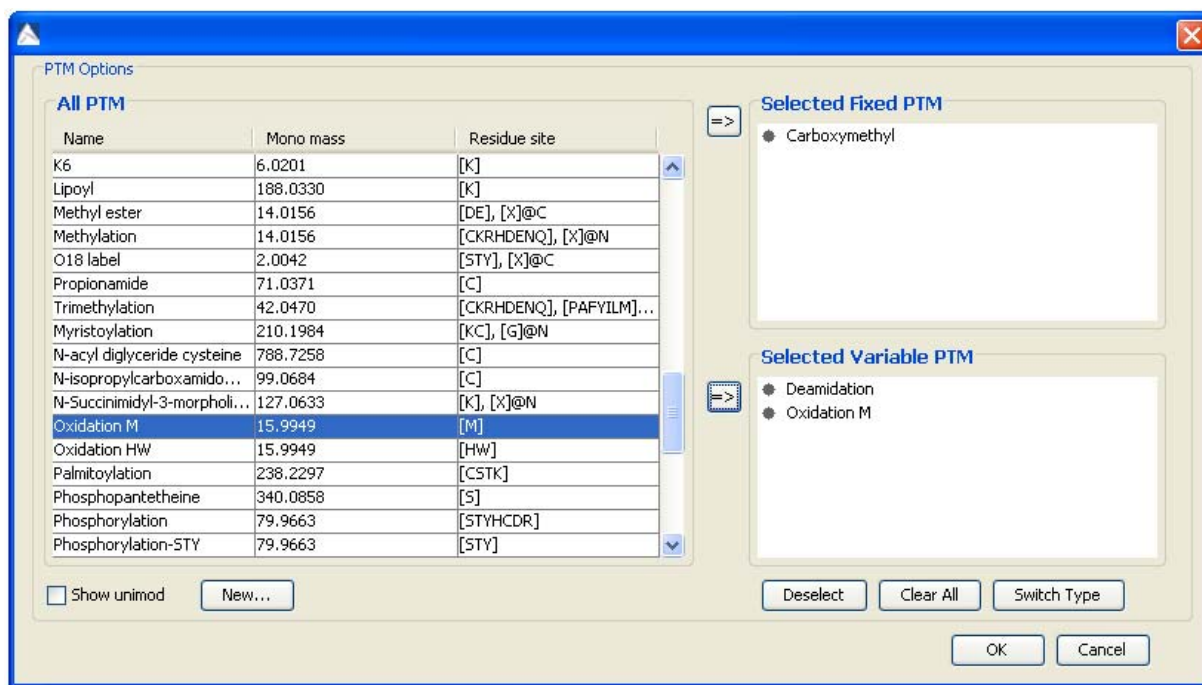 PTM Options
All PTM
Name Mono mass Residue site
K6 6.0201 [K]
Lipoyl 188.0330 [K]
Methyl ester 14.0156 [DE], [X]@C
Methylation 14.0156 [CKRHDENQ], [X]@N
O18 label 2.0042 [STY], [X]@C
Propionamide 71.0371 [C]
Trimethylation 42.0470 [CKRHDENQ], [PAFYILM]...
Myristoylation 210.1984 [KC], [G]@N
N-acyl diglyceride cysteine 788.7258 [C]
N-isopropylcarboxamido... 99.0684 [C]
N-Succinimidyl-3-morpholi... 127.0633 [K], [X]@N
Oxidation M 15.9949 [M]
Oxidation HW 15.9949 [HW]
Palmitoylation 238.2297 [CSTK]
Phosphopantetheine 340.0858 [S]
Phosphorylation 79.9663 [STYHCDR]
Phosphorylation-STY 79.9663 [STY]
Show unimod New...
=>
Selected Fixed PTM
Carboxymethyl
=>
Selected Variable PTM
Deamidation
Oxidation M
Deselect Clear All Switch Type
OK Cancel